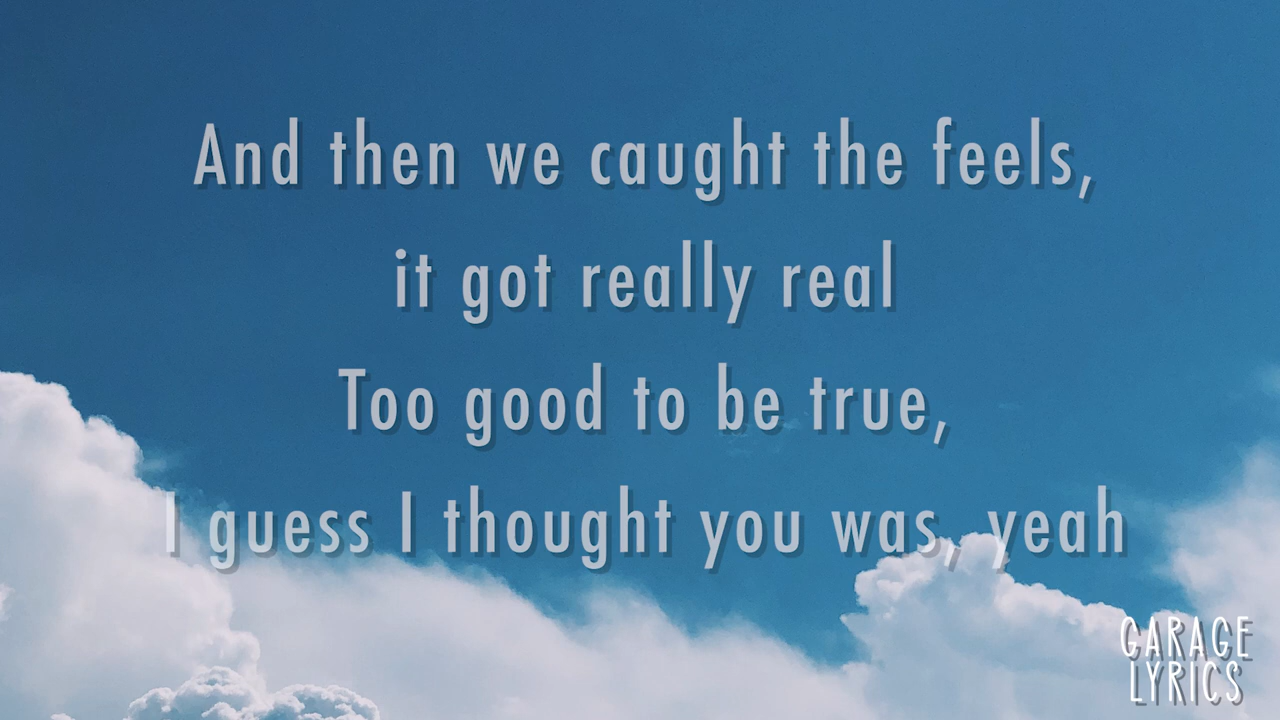 And then we caught the feels,
it got really real
Too good to be true,
I guess I thought you was, yeah
GARAGE
LYRICS